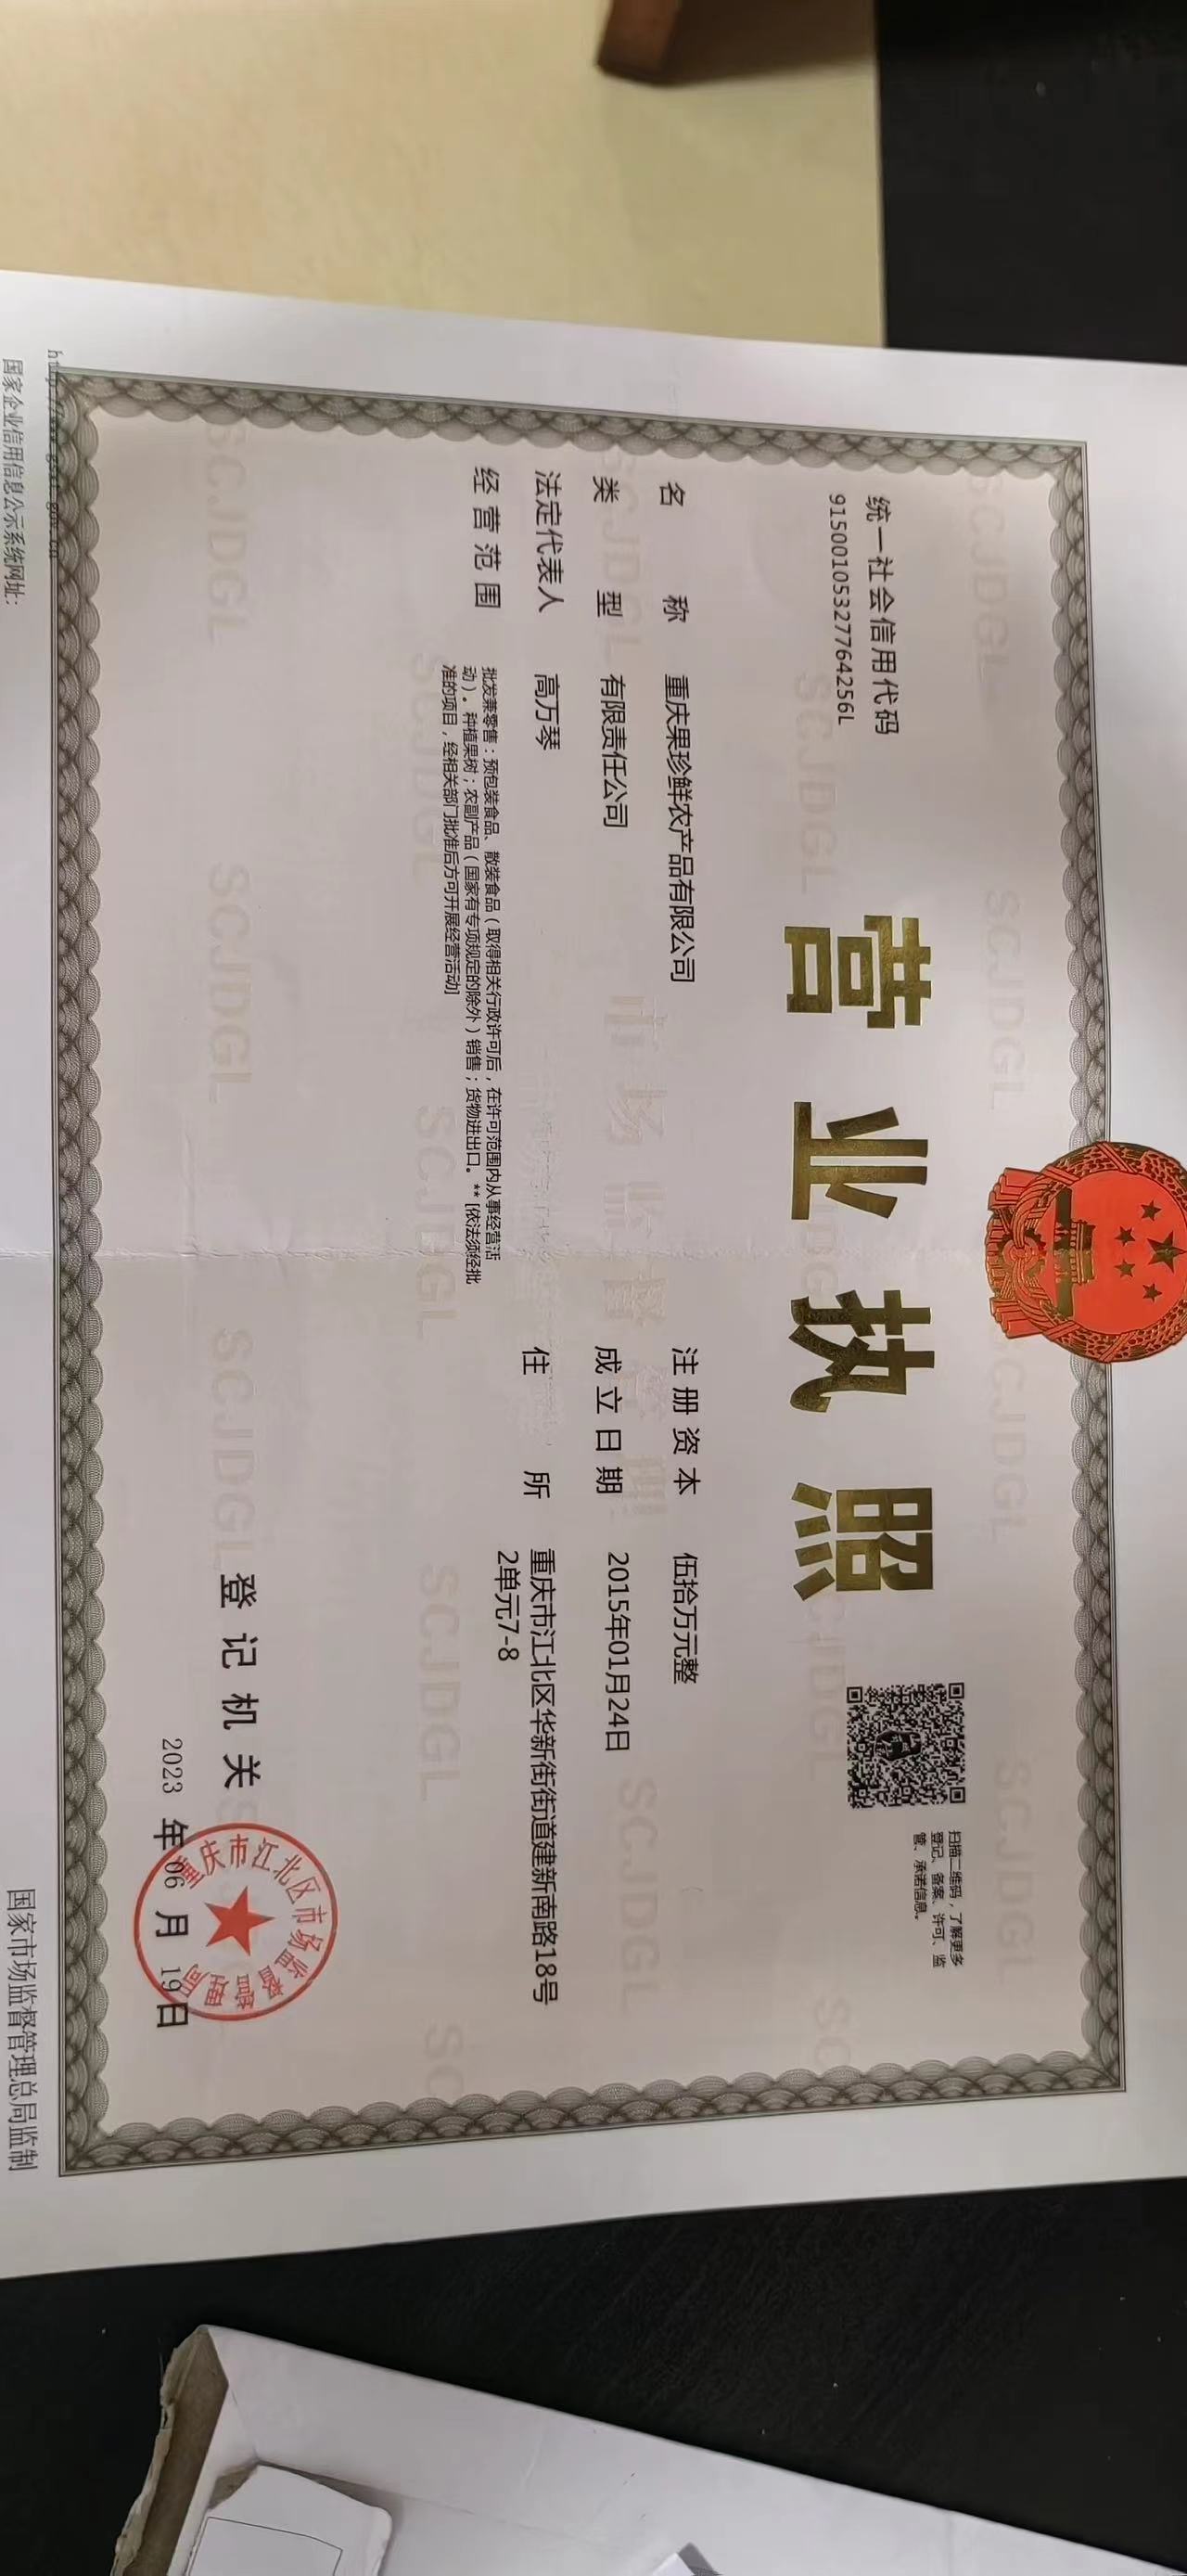 营业执照
统一社会信用代码
91500105327764256L
扫描二维码，了解更多
登记、备案、许可、监
管、承诺信息。
名称 重庆果珍鲜农产品有限公司
类型 有限责任公司
法定代表人 高万琴
经营范围 批发兼零售：预包装食品、散装食品（取得相关行政许可后，在许可范围内从事经营活
动）。种植果树；农副产品（国家有专项规定的除外）销售；货物进出口。** [依法须经批
准的项目，经相关部门批准后方可开展经营活动]
注册资本 伍拾万元整
成立日期 2015年01月24日
住所 重庆市江北区华新街街道建新南路18号
2单元7-8
登记机关
重庆市江北区市场监督管理局
2023 年 06 月 19 日
http://www.gsxt.gov.cn
国家企业信用信息公示系统网址：
国家市场监督管理总局监制
SCJDGL
市场监督管理